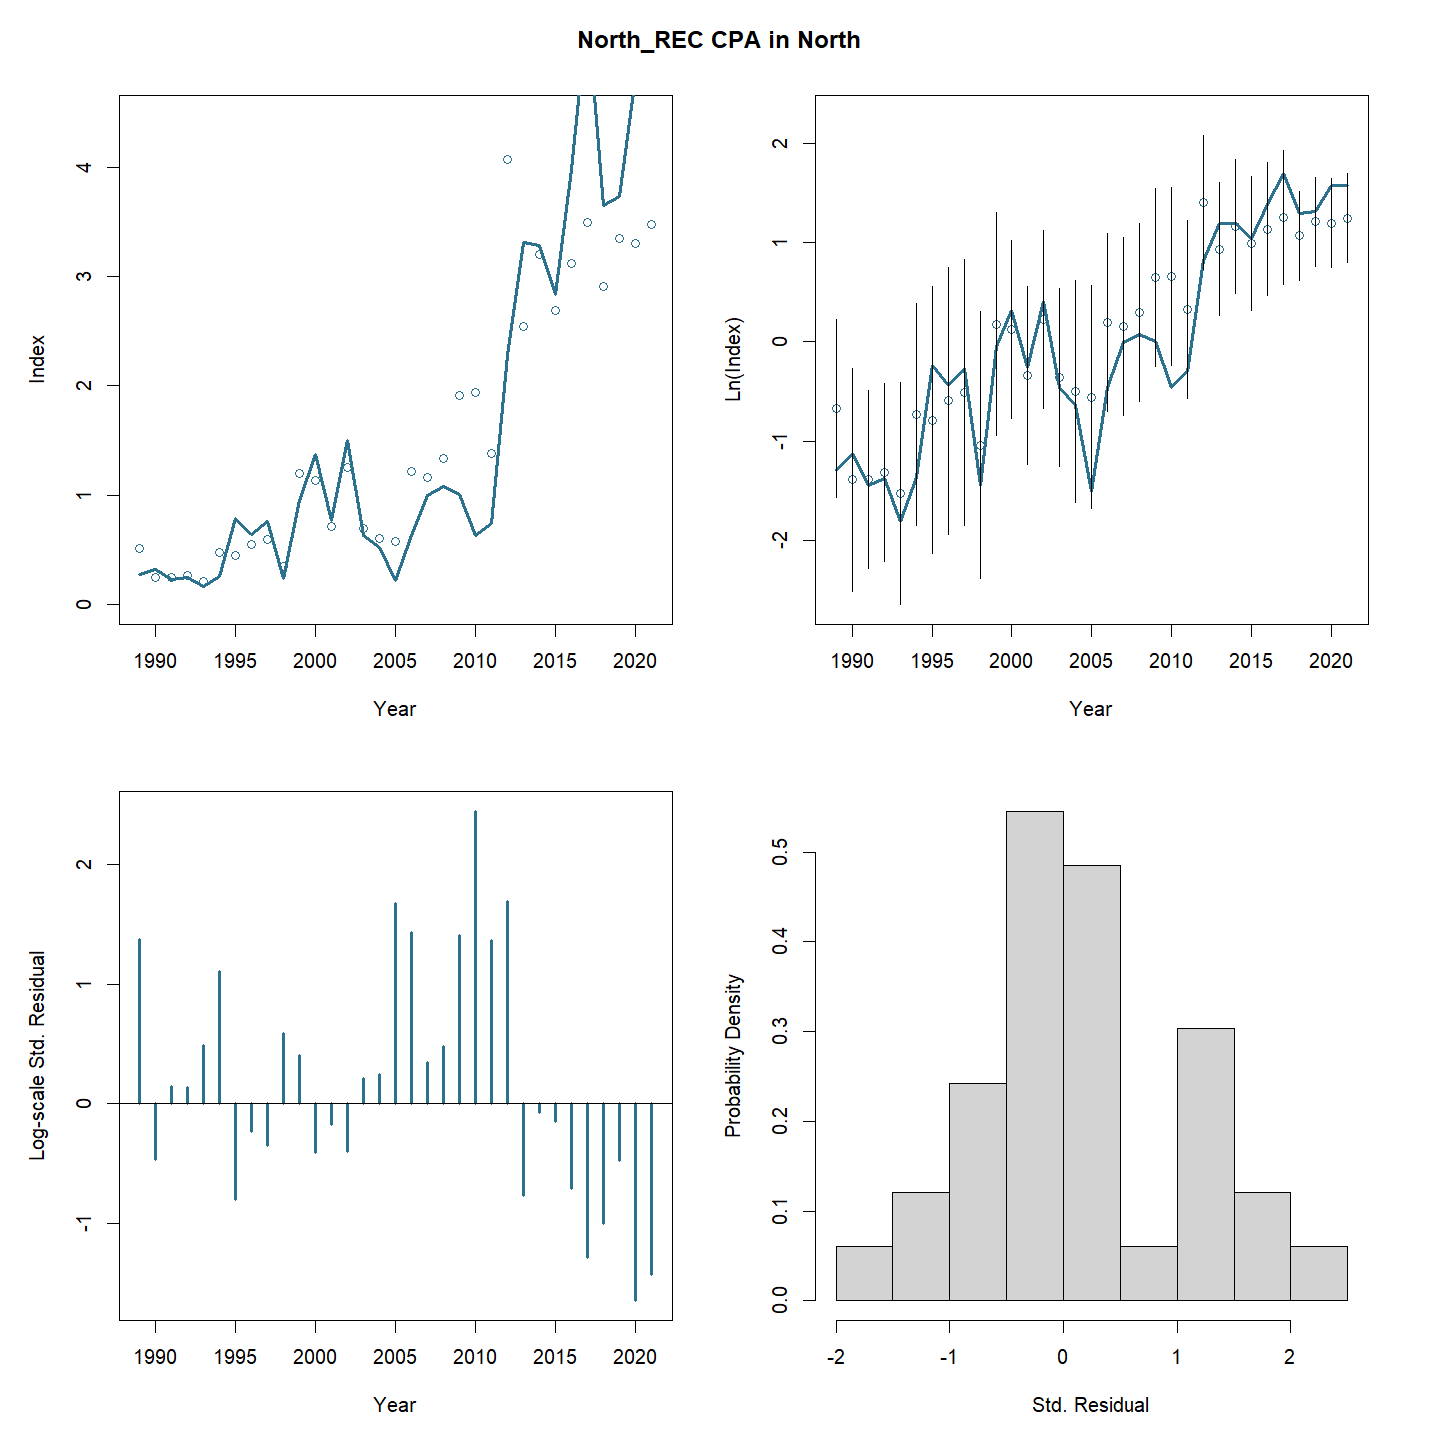 North_REC CPA in North
Index
4
3
2
1
0
1990 1995 2000 2005 2010 2015 2020
Year
Ln(Index)
2
1
0
-1
-2
1990 1995 2000 2005 2010 2015 2020
Year
Log-scale Std. Residual
2
1
0
-1
1990 1995 2000 2005 2010 2015 2020
Year
Probability Density
0.5
0.4
0.3
0.2
0.1
0.0
-2 -1 0 1 2
Std. Residual